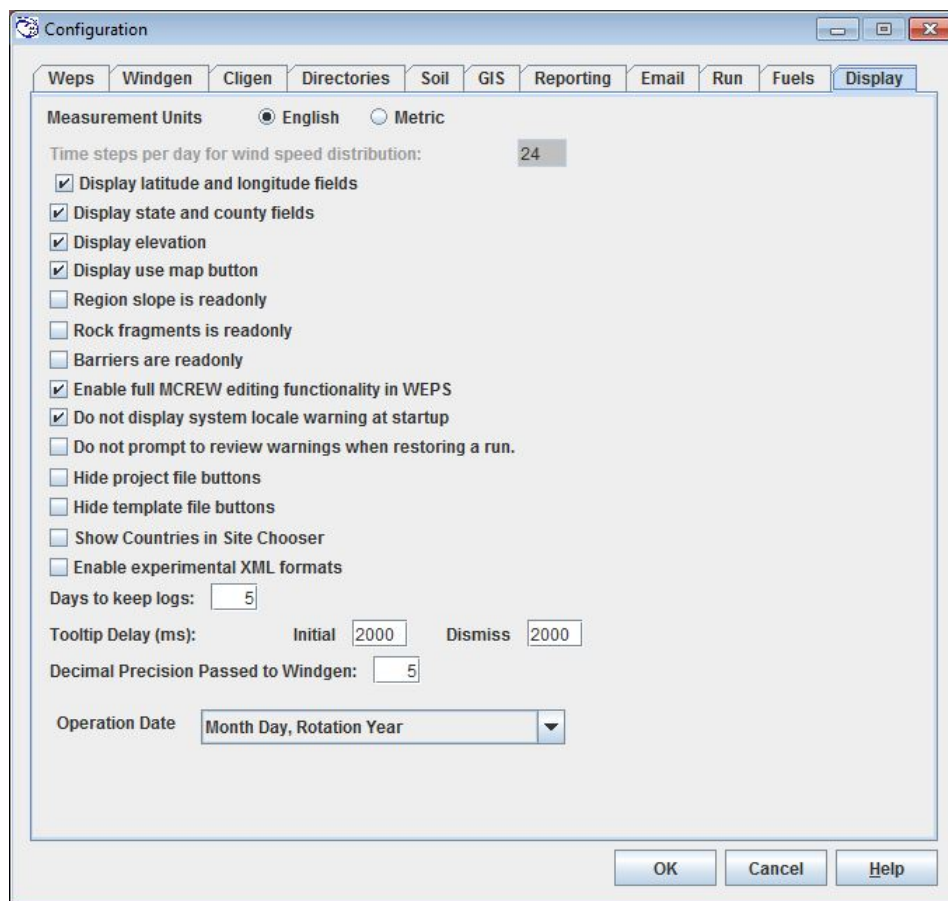 Configuration
Weps Windgen Cligen Directories Soil GIS Reporting Email Run Fuels Display
Measurement Units English Metric
Time steps per day for wind speed distribution: 24
Display latitude and longitude fields
Display state and county fields
Display elevation
Display use map button
Region slope is readonly
Rock fragments is readonly
Barriers are readonly
Enable full MCREW editing functionality in WEPS
Do not display system locale warning at startup
Do not prompt to review warnings when restoring a run.
Hide project file buttons
Hide template file buttons
Show Countries in Site Chooser
Enable experimental XML formats
Days to keep logs: 5
Tooltip Delay (ms): Initial 2000 Dismiss 2000
Decimal Precision Passed to Windgen: 5
Operation Date Month Day, Rotation Year
OK Cancel Help